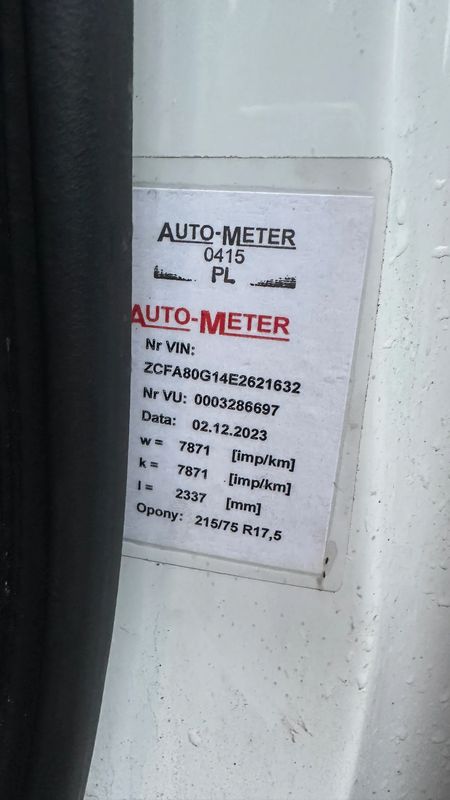 AUTO-METER
0415
PL
AUTO-METER
Nr VIN:
ZCFA80G14E2621632
Nr VU: 0003286697
Data: 02.12.2023
w = 7871 [imp/km]
k = 7871 [imp/km]
l = 2337 [mm]
Opony: 215/75 R17,5